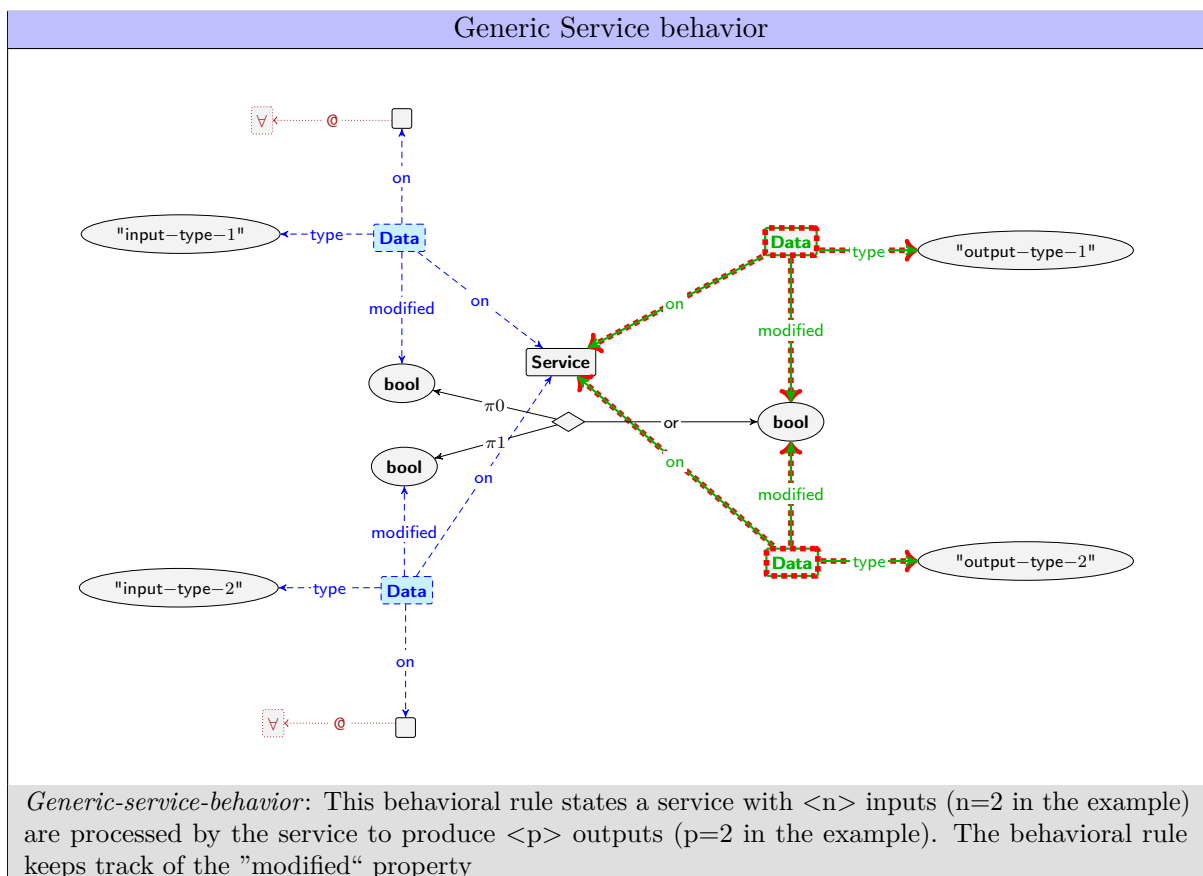 Generic Service behavior
∀ @
on
"input−type−1" type Data
Data type "output−type−1"
on on
modified modified
Service
bool π0
or bool
bool π1
on on
modified modified
"input−type−2" type Data
Data type "output−type−2"
on
∀ @
Generic-service-behavior: This behavioral rule states a service with <n> inputs (n=2 in the example)
are processed by the service to produce <p> outputs (p=2 in the example). The behavioral rule
keeps track of the ”modified“ property